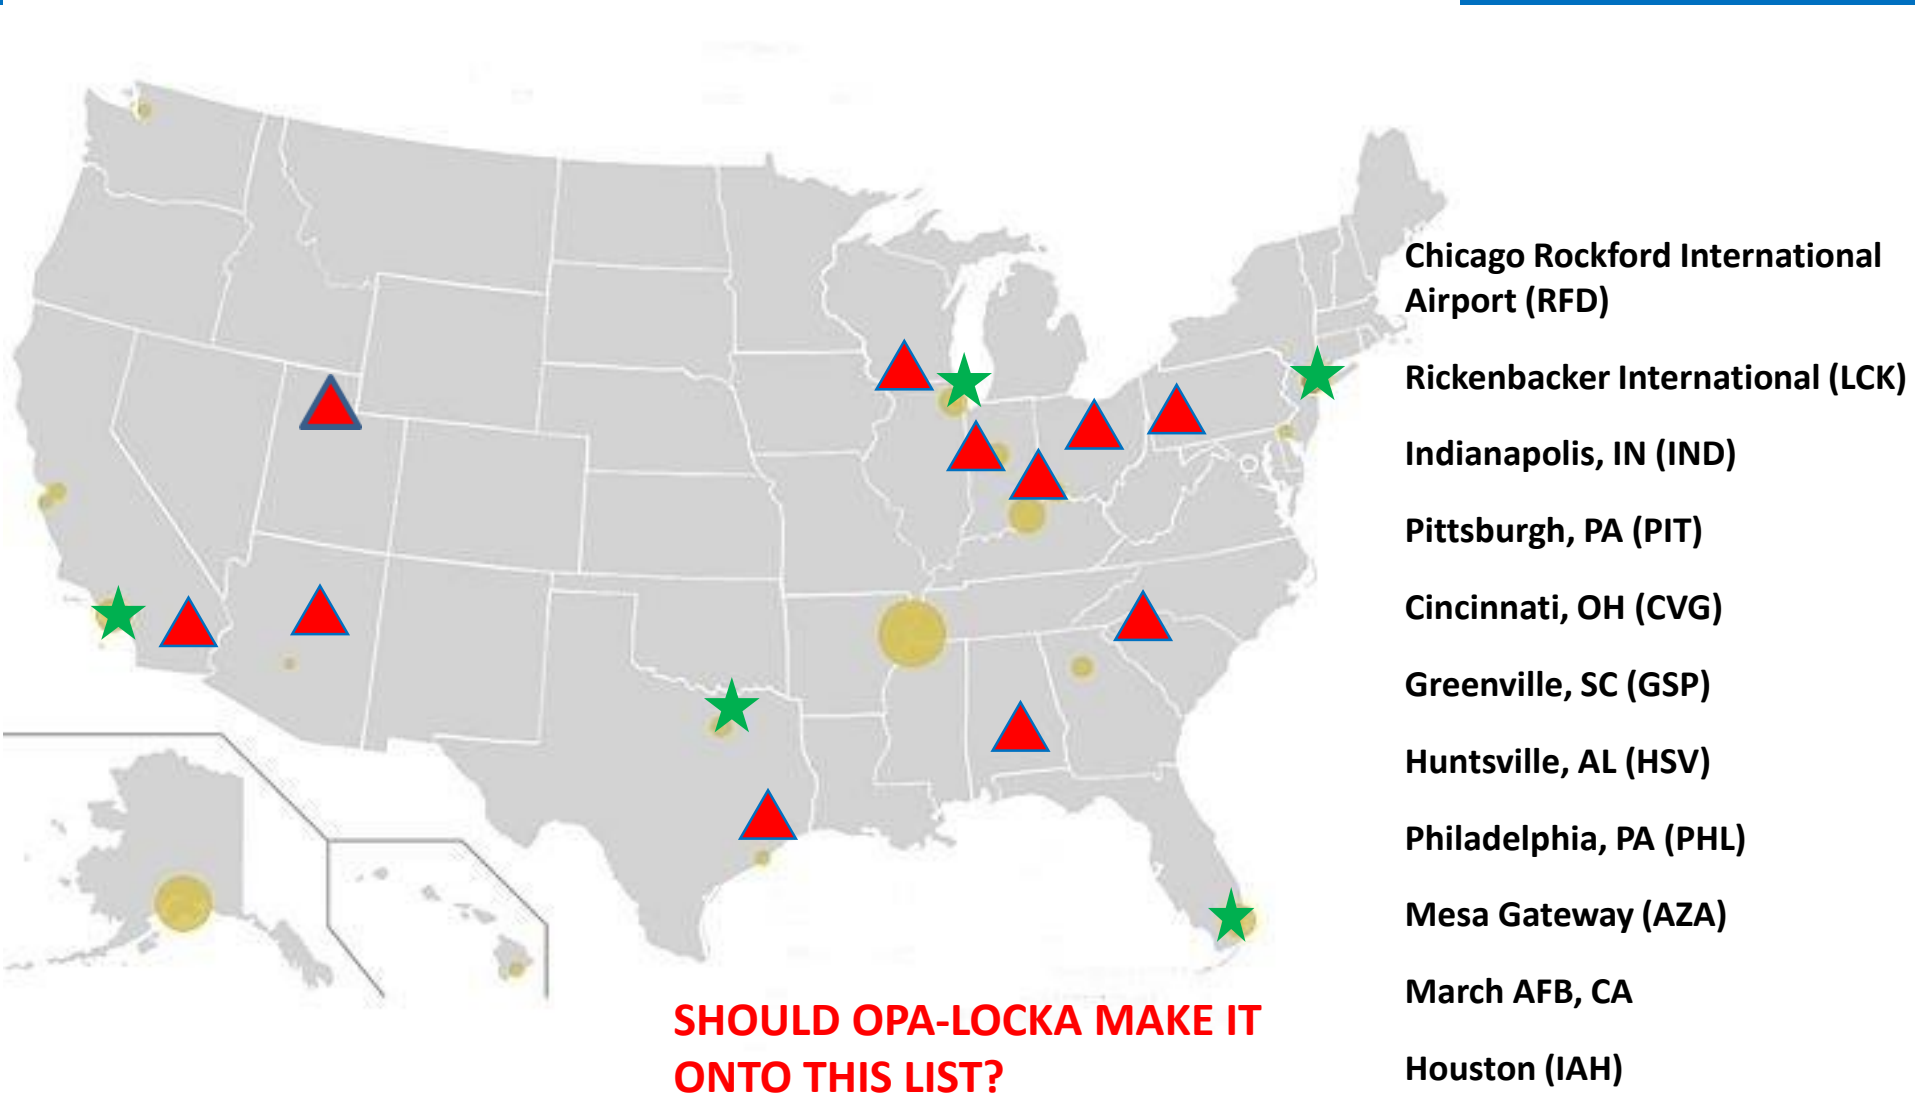 Chicago Rockford International
Airport (RFD)
Rickenbacker International (LCK)
Indianapolis, IN (IND)
Pittsburgh, PA (PIT)
Cincinnati, OH (CVG)
Greenville, SC (GSP)
Huntsville, AL (HSV)
Philadelphia, PA (PHL)
Mesa Gateway (AZA)
March AFB, CA
Houston (IAH)
SHOULD OPA-LOCKA MAKE IT
ONTO THIS LIST?